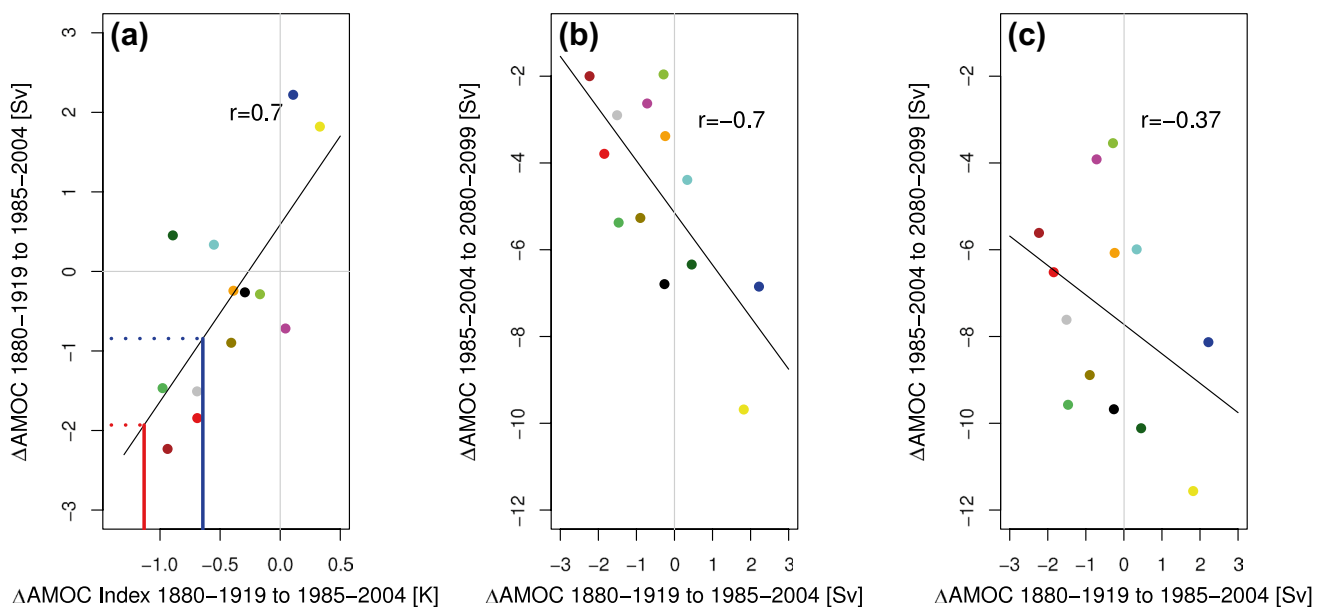 (a)
r=0.7
ΔAMOC 1880−1919 to 1985−2004 [Sv]
3
2
1
0
−1
−2
−3
−1.0 −0.5 0.0 0.5
ΔAMOC Index 1880−1919 to 1985−2004 [K]
(b)
r=−0.7
ΔAMOC 1985−2004 to 2080−2099 [Sv]
−2
−4
−6
−8
−10
−12
−3 −2 −1 0 1 2 3
ΔAMOC 1880−1919 to 1985−2004 [Sv]
(c)
r=−0.37
ΔAMOC 1985−2004 to 2080−2099 [Sv]
−2
−4
−6
−8
−10
−12
−3 −2 −1 0 1 2 3
ΔAMOC 1880−1919 to 1985−2004 [Sv]